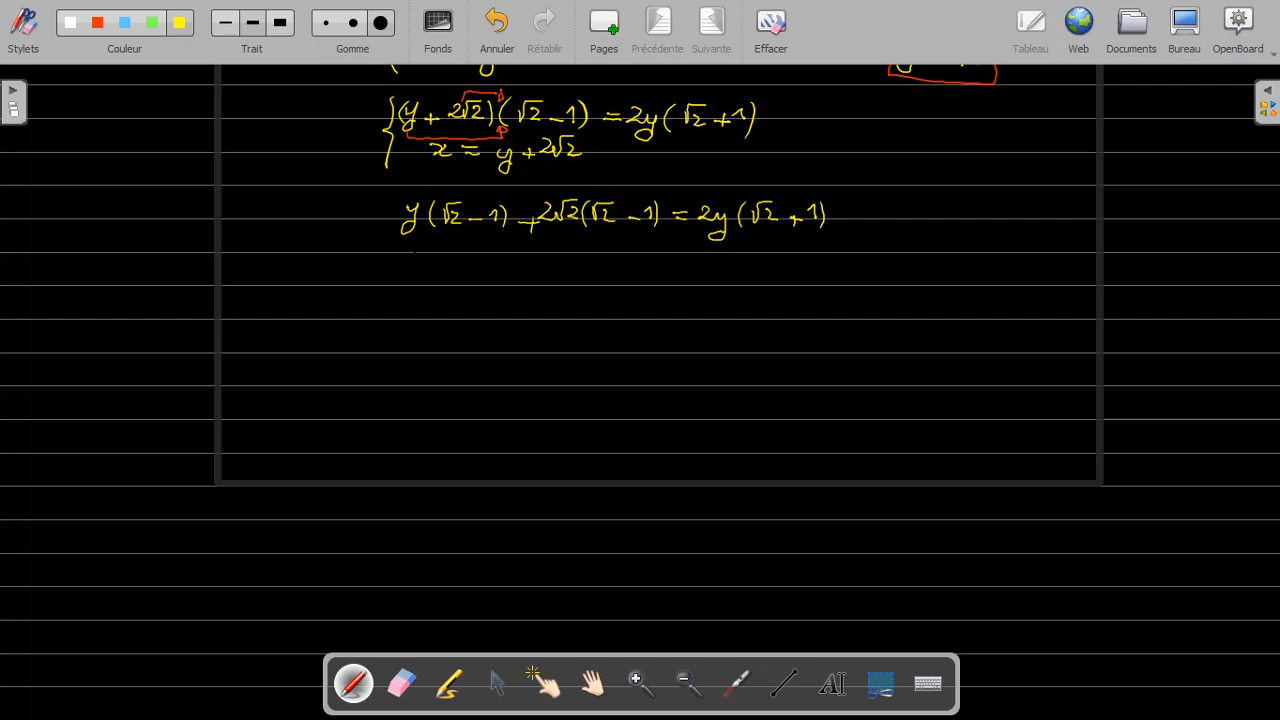 Stylets Couleur Trait Gomme Fonds Annuler Rétablir Pages Précédente Suivante Effacer Tableau Web Documents Bureau OpenBoard
y
(y + 2√2)(√2 - 1) = 2y(√2 + 1)
x = y + 2√2
y(√2 - 1) + 2√2(√2 - 1) = 2y(√2 + 1)